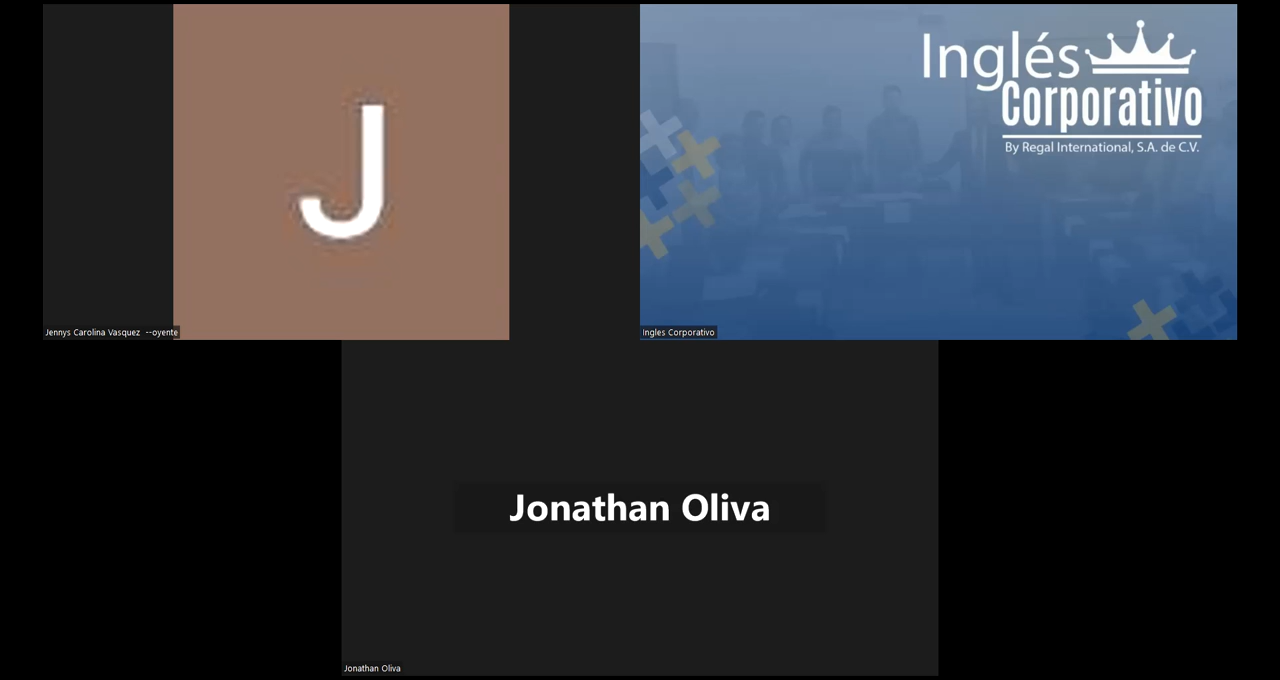 J
Jennys Carolina Vasquez --oyente
Inglés
Corporativo
By Regal International, S.A. de C.V.
Ingles Corporativo
Jonathan Oliva
Jonathan Oliva